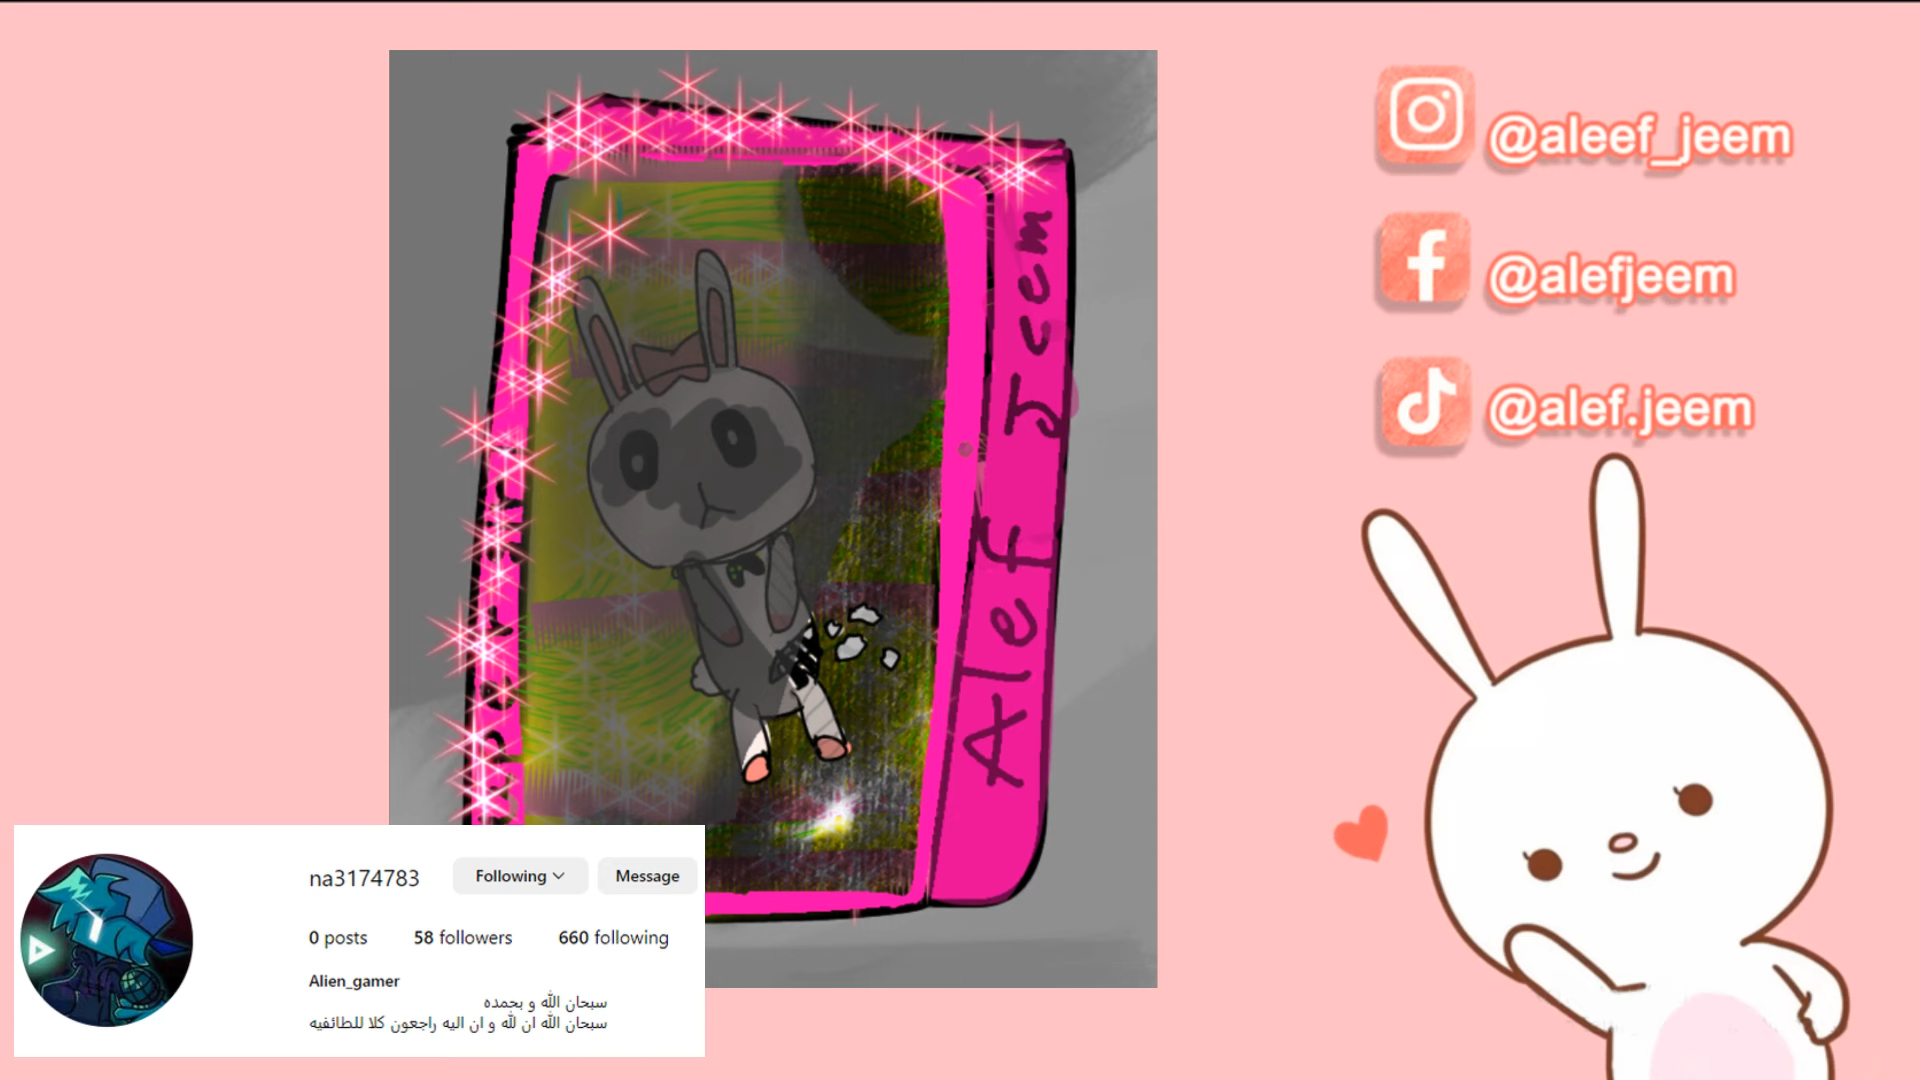 @aleef_jeem
@alefjeem
@alef.jeem
Alef Jeem
na3174783
Following
Message
0 posts 58 followers 660 following
Alien_gamer
سبحان الله و بحمده
سبحان الله ان لله و ان اليه راجعون كلا للطائفيه